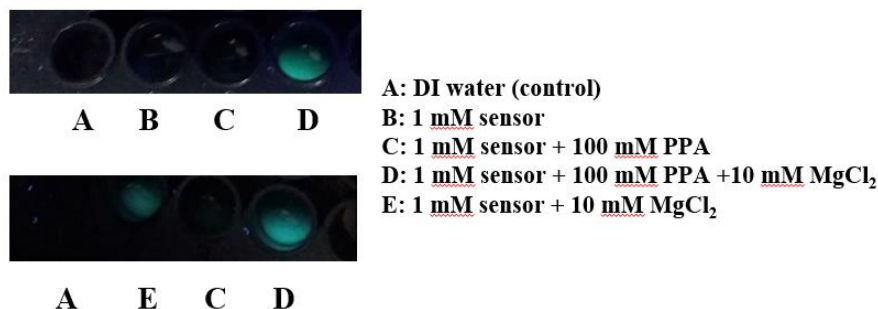 A B C D
A: DI water (control)
B: 1 mM sensor
C: 1 mM sensor + 100 mM PPA
D: 1 mM sensor + 100 mM PPA +10 mM MgCl₂
E: 1 mM sensor + 10 mM MgCl₂
A E C D